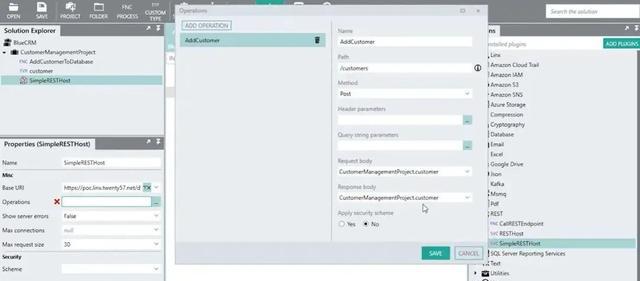 OPEN
SAVE
PROJECT
FOLDER
FNC
PROCESS
CUSTOM
TYPE
Search the solution
Solution Explorer
BlueCRM
CustomerManagementProject
FNC AddCustomerToDatabase
customer
SimpleRESTHost
Properties (SimpleRESTHost)
Name SimpleRESTHost
Misc
Base URI https://poc.linx.twenty57.net/d
Operations ...
Show server errors False
Max connections null
Max request size 30
Security
Scheme
Operations
ADD OPERATION
AddCustomer
Name
AddCustomer
Path
/customers
Method
Post
Header parameters
...
Query string parameters
...
Request body
CustomerManagementProject.customer
Response body
CustomerManagementProject.customer
Apply security scheme
Yes No
SAVE CANCEL
ins
nstalled plugins
ADD PLUGINS
Linx
Amazon Cloud Trail
Amazon IAM
Amazon S3
Amazon SNS
Azure Storage
Compression
Cryptography
Database
Email
Excel
File
Google Drive
Json
Kafka
Msmq
Pdf
REST
SVC CallRESTEndpoint
SVC RESTHost
SVC SimpleRESTHost
SQL Server Reporting Services
Text
Utilities